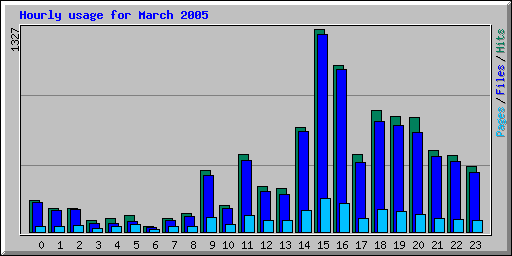 Hourly usage for March 2005
1327
Pages / Files / Hits
0 1 2 3 4 5 6 7 8 9 10 11 12 13 14 15 16 17 18 19 20 21 22 23